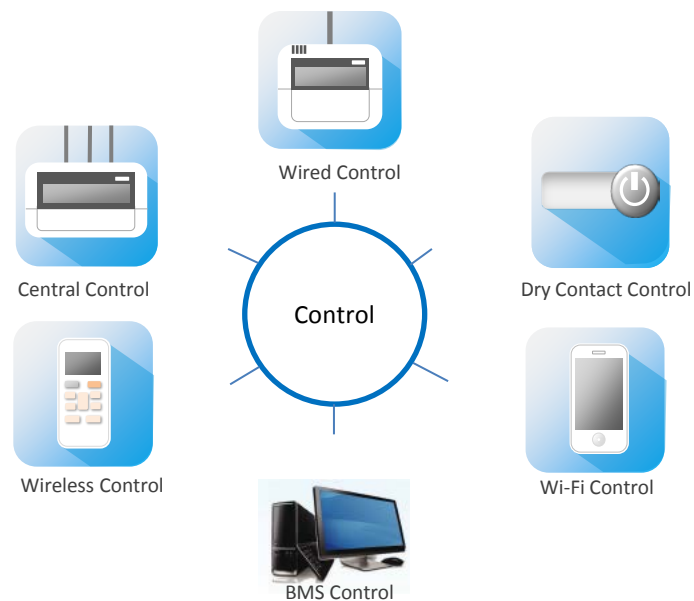 Wired Control
Central Control
Dry Contact Control
Control
Wireless Control
Wi-Fi Control
BMS Control